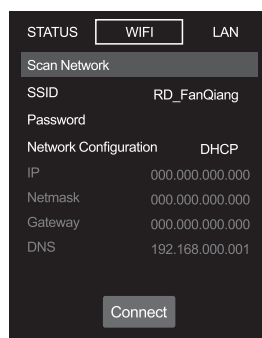 STATUS WIFI LAN
Scan Network
SSID RD_FanQiang
Password
Network Configuration DHCP
IP 000.000.000.000
Netmask 000.000.000.000
Gateway 000.000.000.000
DNS 192.168.000.001
Connect